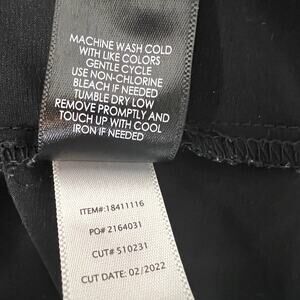 MACHINE WASH COLD
WITH LIKE COLORS
GENTLE CYCLE
USE NON-CHLORINE
BLEACH IF NEEDED
TUMBLE DRY LOW
REMOVE PROMPTLY AND
TOUCH UP WITH COOL
IRON IF NEEDED
ITEM#:18411116
PO# 2164031
CUT# 510231
CUT DATE: 02/2022